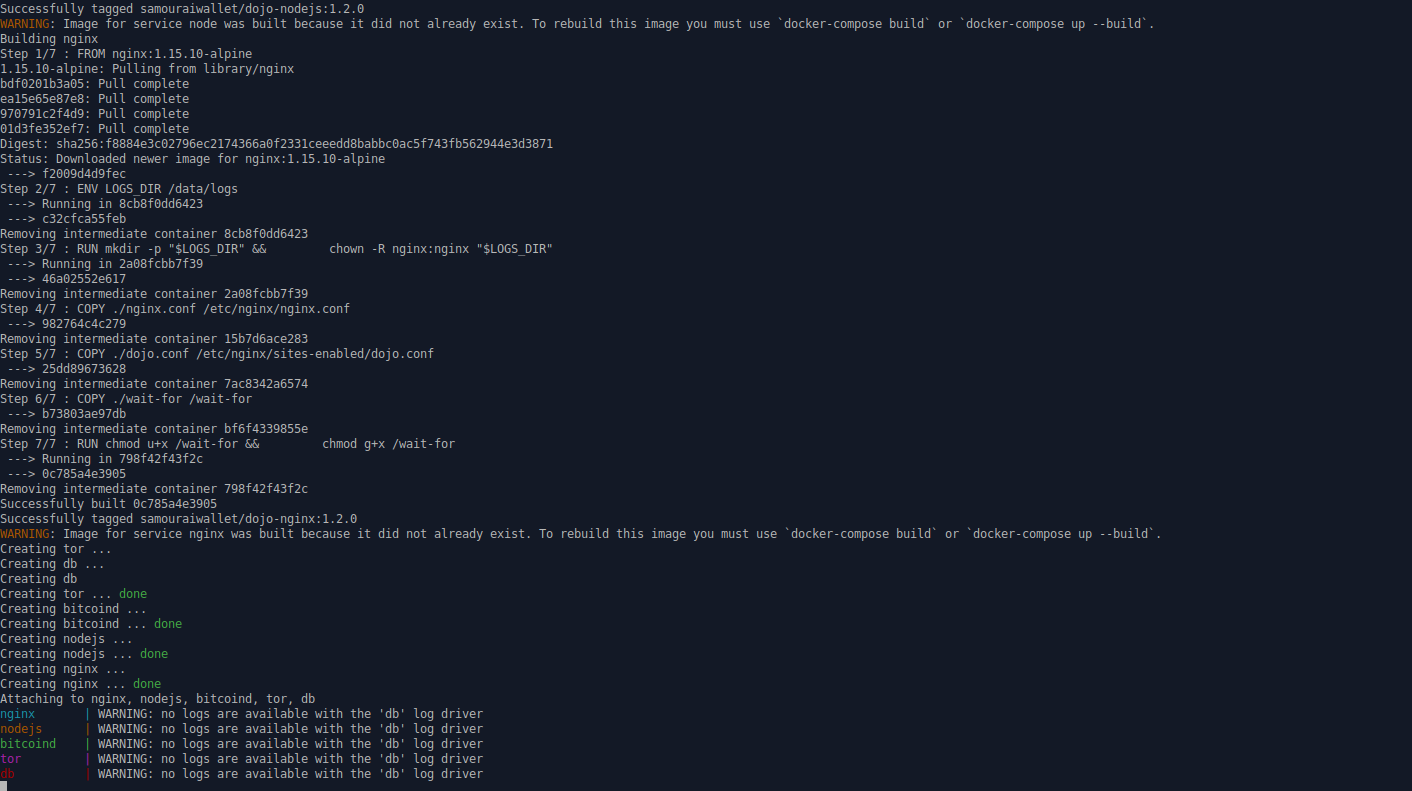 Successfully tagged samouraiwallet/dojo-nodejs:1.2.0
WARNING: Image for service node was built because it did not already exist. To rebuild this image you must use `docker-compose build` or `docker-compose up --build`.
Building nginx
Step 1/7 : FROM nginx:1.15.10-alpine
1.15.10-alpine: Pulling from library/nginx
bdf0201b3a05: Pull complete
ea15e65e87e8: Pull complete
970791c2f4d9: Pull complete
01d3fe352ef7: Pull complete
Digest: sha256:f8884e3c02796ec2174366a0f2331ceeedd8babbc0ac5f743fb562944e3d3871
Status: Downloaded newer image for nginx:1.15.10-alpine
 ---> f2009d4d9fec
Step 2/7 : ENV LOGS_DIR /data/logs
 ---> Running in 8cb8f0dd6423
 ---> c32cfca55feb
Removing intermediate container 8cb8f0dd6423
Step 3/7 : RUN mkdir -p "$LOGS_DIR" &&         chown -R nginx:nginx "$LOGS_DIR"
 ---> Running in 2a08fcbb7f39
 ---> 46a02552e617
Removing intermediate container 2a08fcbb7f39
Step 4/7 : COPY ./nginx.conf /etc/nginx/nginx.conf
 ---> 982764c4c279
Removing intermediate container 15b7d6ace283
Step 5/7 : COPY ./dojo.conf /etc/nginx/sites-enabled/dojo.conf
 ---> 25dd89673628
Removing intermediate container 7ac8342a6574
Step 6/7 : COPY ./wait-for /wait-for
 ---> b73803ae97db
Removing intermediate container bf6f4339855e
Step 7/7 : RUN chmod u+x /wait-for &&         chmod g+x /wait-for
 ---> Running in 798f42f43f2c
 ---> 0c785a4e3905
Removing intermediate container 798f42f43f2c
Successfully built 0c785a4e3905
Successfully tagged samouraiwallet/dojo-nginx:1.2.0
WARNING: Image for service nginx was built because it did not already exist. To rebuild this image you must use `docker-compose build` or `docker-compose up --build`.
Creating tor ...
Creating db ...
Creating db
Creating tor ... done
Creating bitcoind ...
Creating bitcoind ... done
Creating nodejs ...
Creating nodejs ... done
Creating nginx ...
Creating nginx ... done
Attaching to nginx, nodejs, bitcoind, tor, db
nginx       | WARNING: no logs are available with the 'db' log driver
nodejs      | WARNING: no logs are available with the 'db' log driver
bitcoind    | WARNING: no logs are available with the 'db' log driver
tor         | WARNING: no logs are available with the 'db' log driver
db          | WARNING: no logs are available with the 'db' log driver